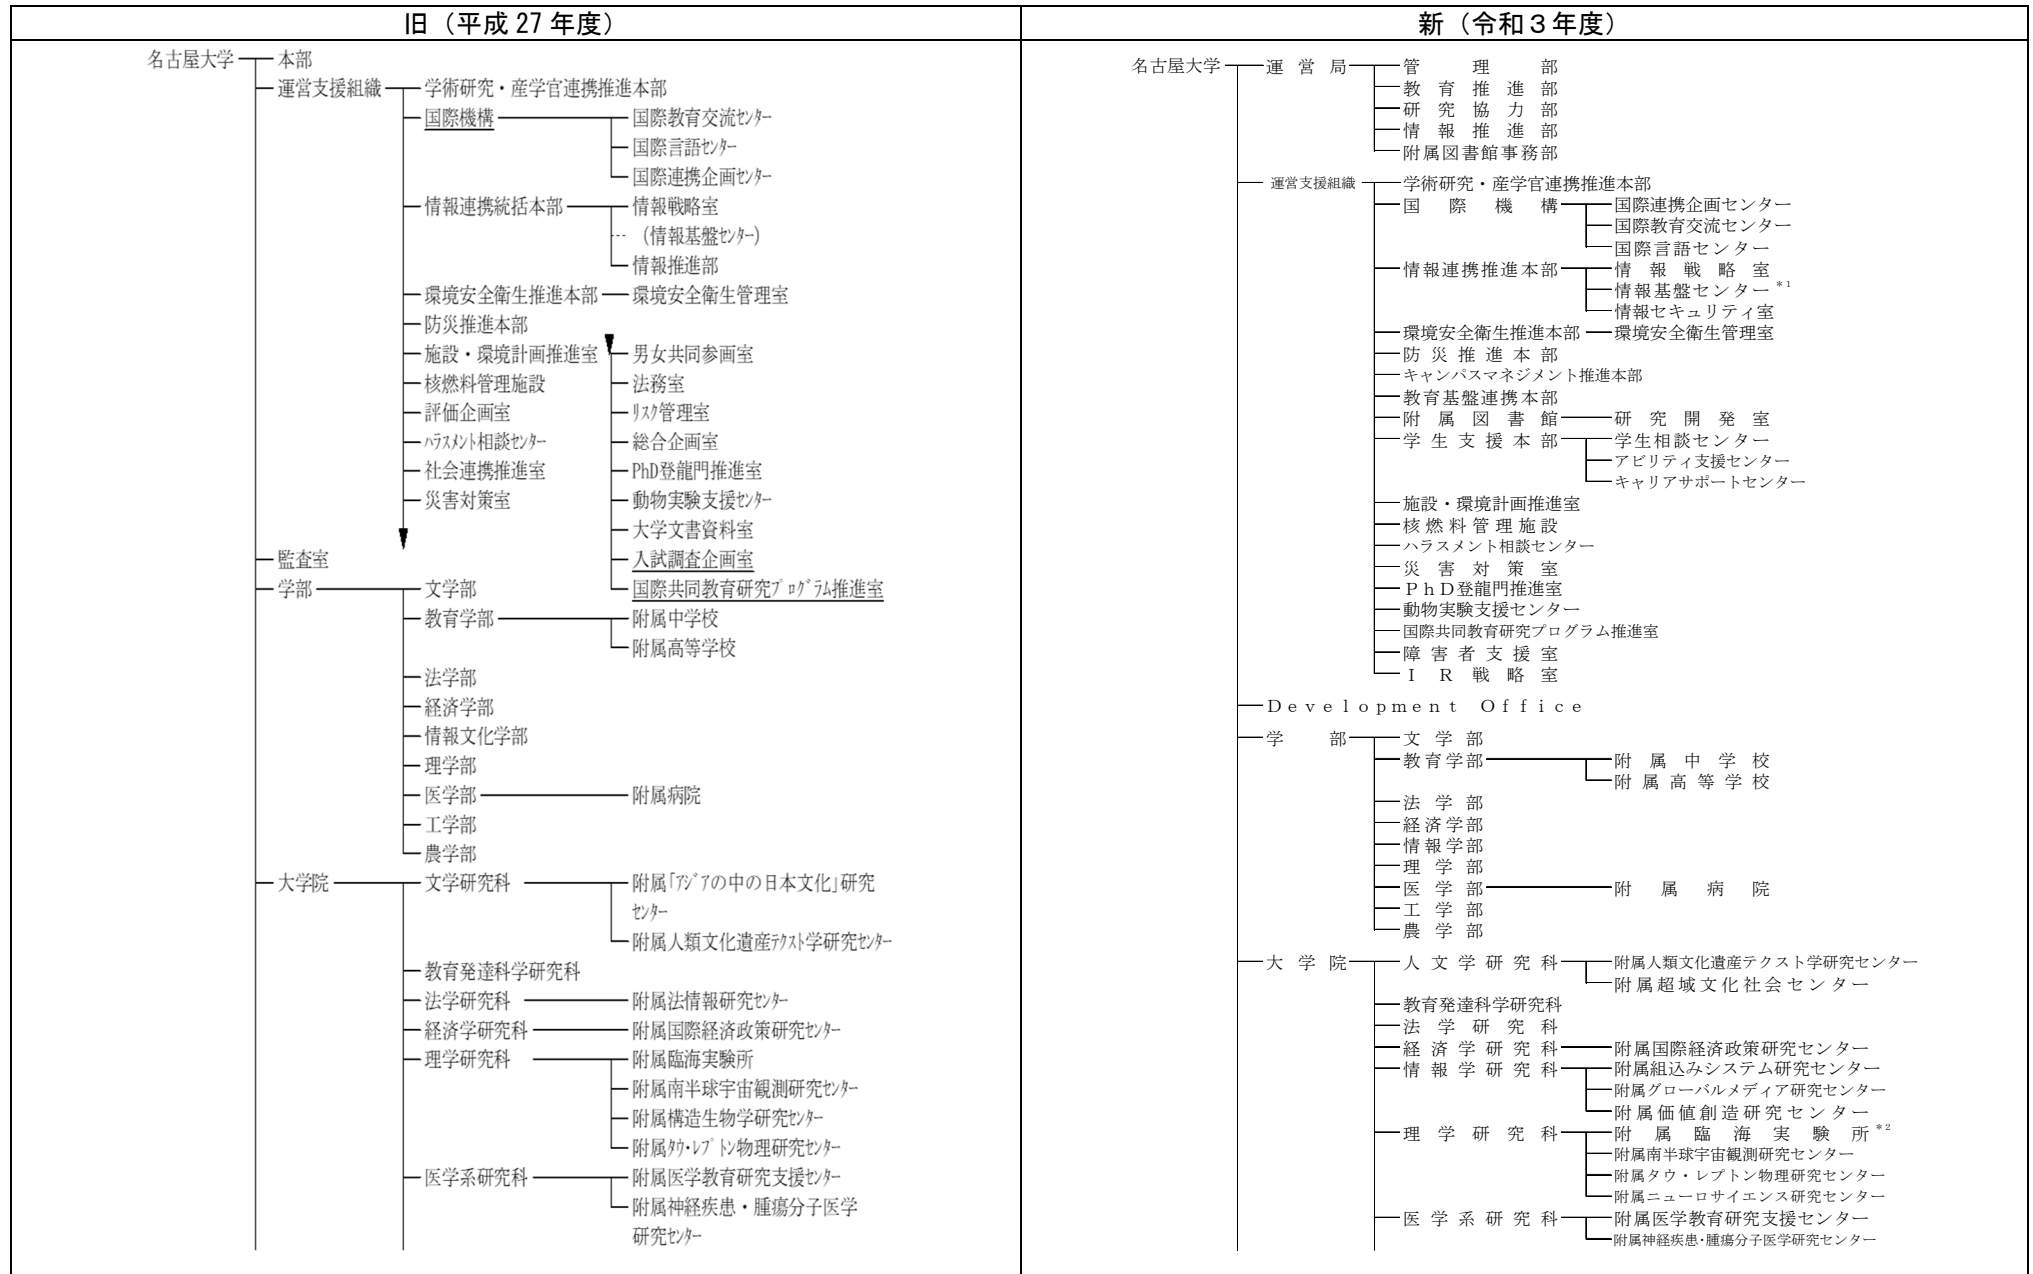 旧（平成 27 年度）
名古屋大学
本部
運営支援組織
学術研究・産学官連携推進本部
国際機構
国際教育交流ｾﾝﾀｰ
国際言語ｾﾝﾀｰ
国際連携企画ｾﾝﾀｰ
情報連携統括本部
情報戦略室
（情報基盤ｾﾝﾀｰ）
情報推進部
環境安全衛生推進本部
環境安全衛生管理室
防災推進本部
施設・環境計画推進室
男女共同参画室
核燃料管理施設
法務室
評価企画室
ﾘｽｸ管理室
ﾊﾗｽﾒﾝﾄ相談ｾﾝﾀｰ
総合企画室
社会連携推進室
PhD登龍門推進室
災害対策室
動物実験支援ｾﾝﾀｰ
大学文書資料室
監査室
入試調査企画室
国際共同教育研究ﾌﾟﾛｸﾞﾗﾑ推進室
学部
文学部
教育学部
附属中学校
附属高等学校
法学部
経済学部
情報文化学部
理学部
医学部
附属病院
工学部
農学部
大学院
文学研究科
附属｢ｱｼﾞｱの中の日本文化｣研究
ｾﾝﾀｰ
附属人類文化遺産ﾃｸｽﾄ学研究ｾﾝﾀｰ
教育発達科学研究科
法学研究科
附属法情報研究ｾﾝﾀｰ
経済学研究科
附属国際経済政策研究ｾﾝﾀｰ
理学研究科
附属臨海実験所
附属南半球宇宙観測研究ｾﾝﾀｰ
附属構造生物学研究ｾﾝﾀｰ
附属ﾀｳ・ﾚﾌﾟﾄﾝ物理研究ｾﾝﾀｰ
医学系研究科
附属医学教育研究支援ｾﾝﾀｰ
附属神経疾患・腫瘍分子医学
研究ｾﾝﾀｰ
新（令和３年度）
名古屋大学
運営局
管理部
教育推進部
研究協力部
情報推進部
附属図書館事務部
運営支援組織
学術研究・産学官連携推進本部
国際機構
国際連携企画センター
国際教育交流センター
国際言語センター
情報連携推進本部
情報戦略室
情報基盤センター＊1
情報セキュリティ室
環境安全衛生推進本部
環境安全衛生管理室
防災推進本部
キャンパスマネジメント推進本部
教育基盤連携本部
附属図書館
研究開発室
学生支援本部
学生相談センター
アビリティ支援センター
キャリアサポートセンター
施設・環境計画推進室
核燃料管理施設
ハラスメント相談センター
災害対策室
ＰｈＤ登龍門推進室
動物実験支援センター
国際共同教育研究プログラム推進室
障害者支援室
ＩＲ戦略室
Ｄｅｖｅｌｏｐｍｅｎｔ　Ｏｆｆｉｃｅ
学部
文学部
教育学部
附属中学校
附属高等学校
法学部
経済学部
情報学部
理学部
医学部
附属病院
工学部
農学部
大学院
人文学研究科
附属人類文化遺産テクスト学研究センター
附属超域文化社会センター
教育発達科学研究科
法学研究科
経済学研究科
附属国際経済政策研究センター
情報学研究科
附属組込みシステム研究センター
附属グローバルメディア研究センター
附属価値創造研究センター
理学研究科
附属臨海実験所＊2
附属南半球宇宙観測研究センター
附属タウ・レプトン物理研究センター
附属ニューロサイエンス研究センター
医学系研究科
附属医学教育研究支援センター
附属神経疾患・腫瘍分子医学研究センター